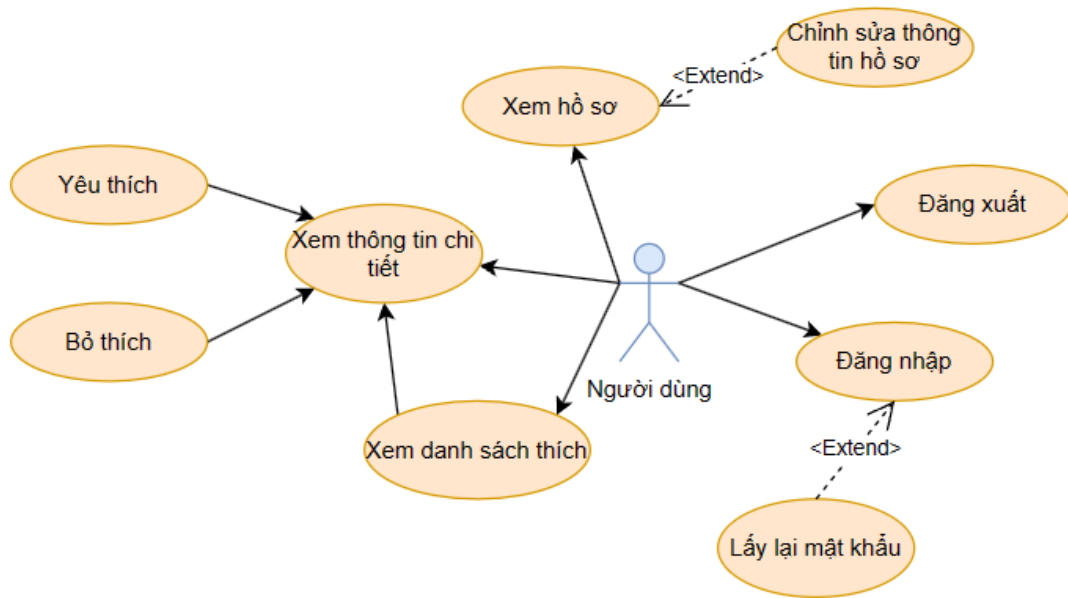 Chỉnh sửa thông
tin hồ sơ
<Extend>
Xem hồ sơ
Yêu thích
Đăng xuất
Xem thông tin chi
tiết
Bỏ thích
Đăng nhập
Người dùng
Xem danh sách thích
<Extend>
Lấy lại mật khẩu